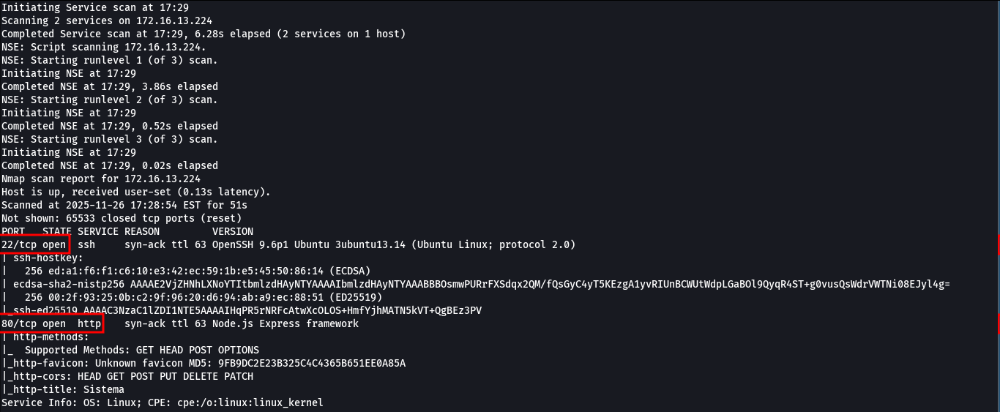 Initiating Service scan at 17:29
Scanning 2 services on 172.16.13.224
Completed Service scan at 17:29, 6.28s elapsed (2 services on 1 host)
NSE: Script scanning 172.16.13.224.
NSE: Starting runlevel 1 (of 3) scan.
Initiating NSE at 17:29
Completed NSE at 17:29, 3.86s elapsed
NSE: Starting runlevel 2 (of 3) scan.
Initiating NSE at 17:29
Completed NSE at 17:29, 0.52s elapsed
NSE: Starting runlevel 3 (of 3) scan.
Initiating NSE at 17:29
Completed NSE at 17:29, 0.02s elapsed
Nmap scan report for 172.16.13.224
Host is up, received user-set (0.13s latency).
Scanned at 2025-11-26 17:28:54 EST for 51s
Not shown: 65533 closed tcp ports (reset)
PORT   STATE SERVICE REASON         VERSION
22/tcp open  ssh     syn-ack ttl 63 OpenSSH 9.6p1 Ubuntu 3ubuntu13.14 (Ubuntu Linux; protocol 2.0)
| ssh-hostkey:
|   256 ed:a1:f6:f1:c6:10:e3:42:ec:59:1b:e5:45:50:86:14 (ECDSA)
| ecdsa-sha2-nistp256 AAAAE2VjZHNhLXNoYTItbmlzdHAyNTYAAAAIbmlzdHAyNTYAAABBBOsmwPURrFXSdqx2QM/fQsGyC4yT5KEzgA1yvRIUnBCWUtWdpLGaBOl9QyqR4ST+g0vusQsWdrVWTNi08EJyl4g=
|   256 00:2f:93:25:0b:c2:9f:96:20:d6:94:ab:a9:ec:88:51 (ED25519)
|_ssh-ed25519 AAAAC3NzaC1lZDI1NTE5AAAAIHqPR5rNRFcAtwXcOLOS+HmfYjhMATN5kVT+QgBEz3PV
80/tcp open  http    syn-ack ttl 63 Node.js Express framework
| http-methods:
|_  Supported Methods: GET HEAD POST OPTIONS
|_http-favicon: Unknown favicon MD5: 9FB9DC2E23B325C4C4365B651EE0A85A
|_http-cors: HEAD GET POST PUT DELETE PATCH
|_http-title: Sistema
Service Info: OS: Linux; CPE: cpe:/o:linux:linux_kernel